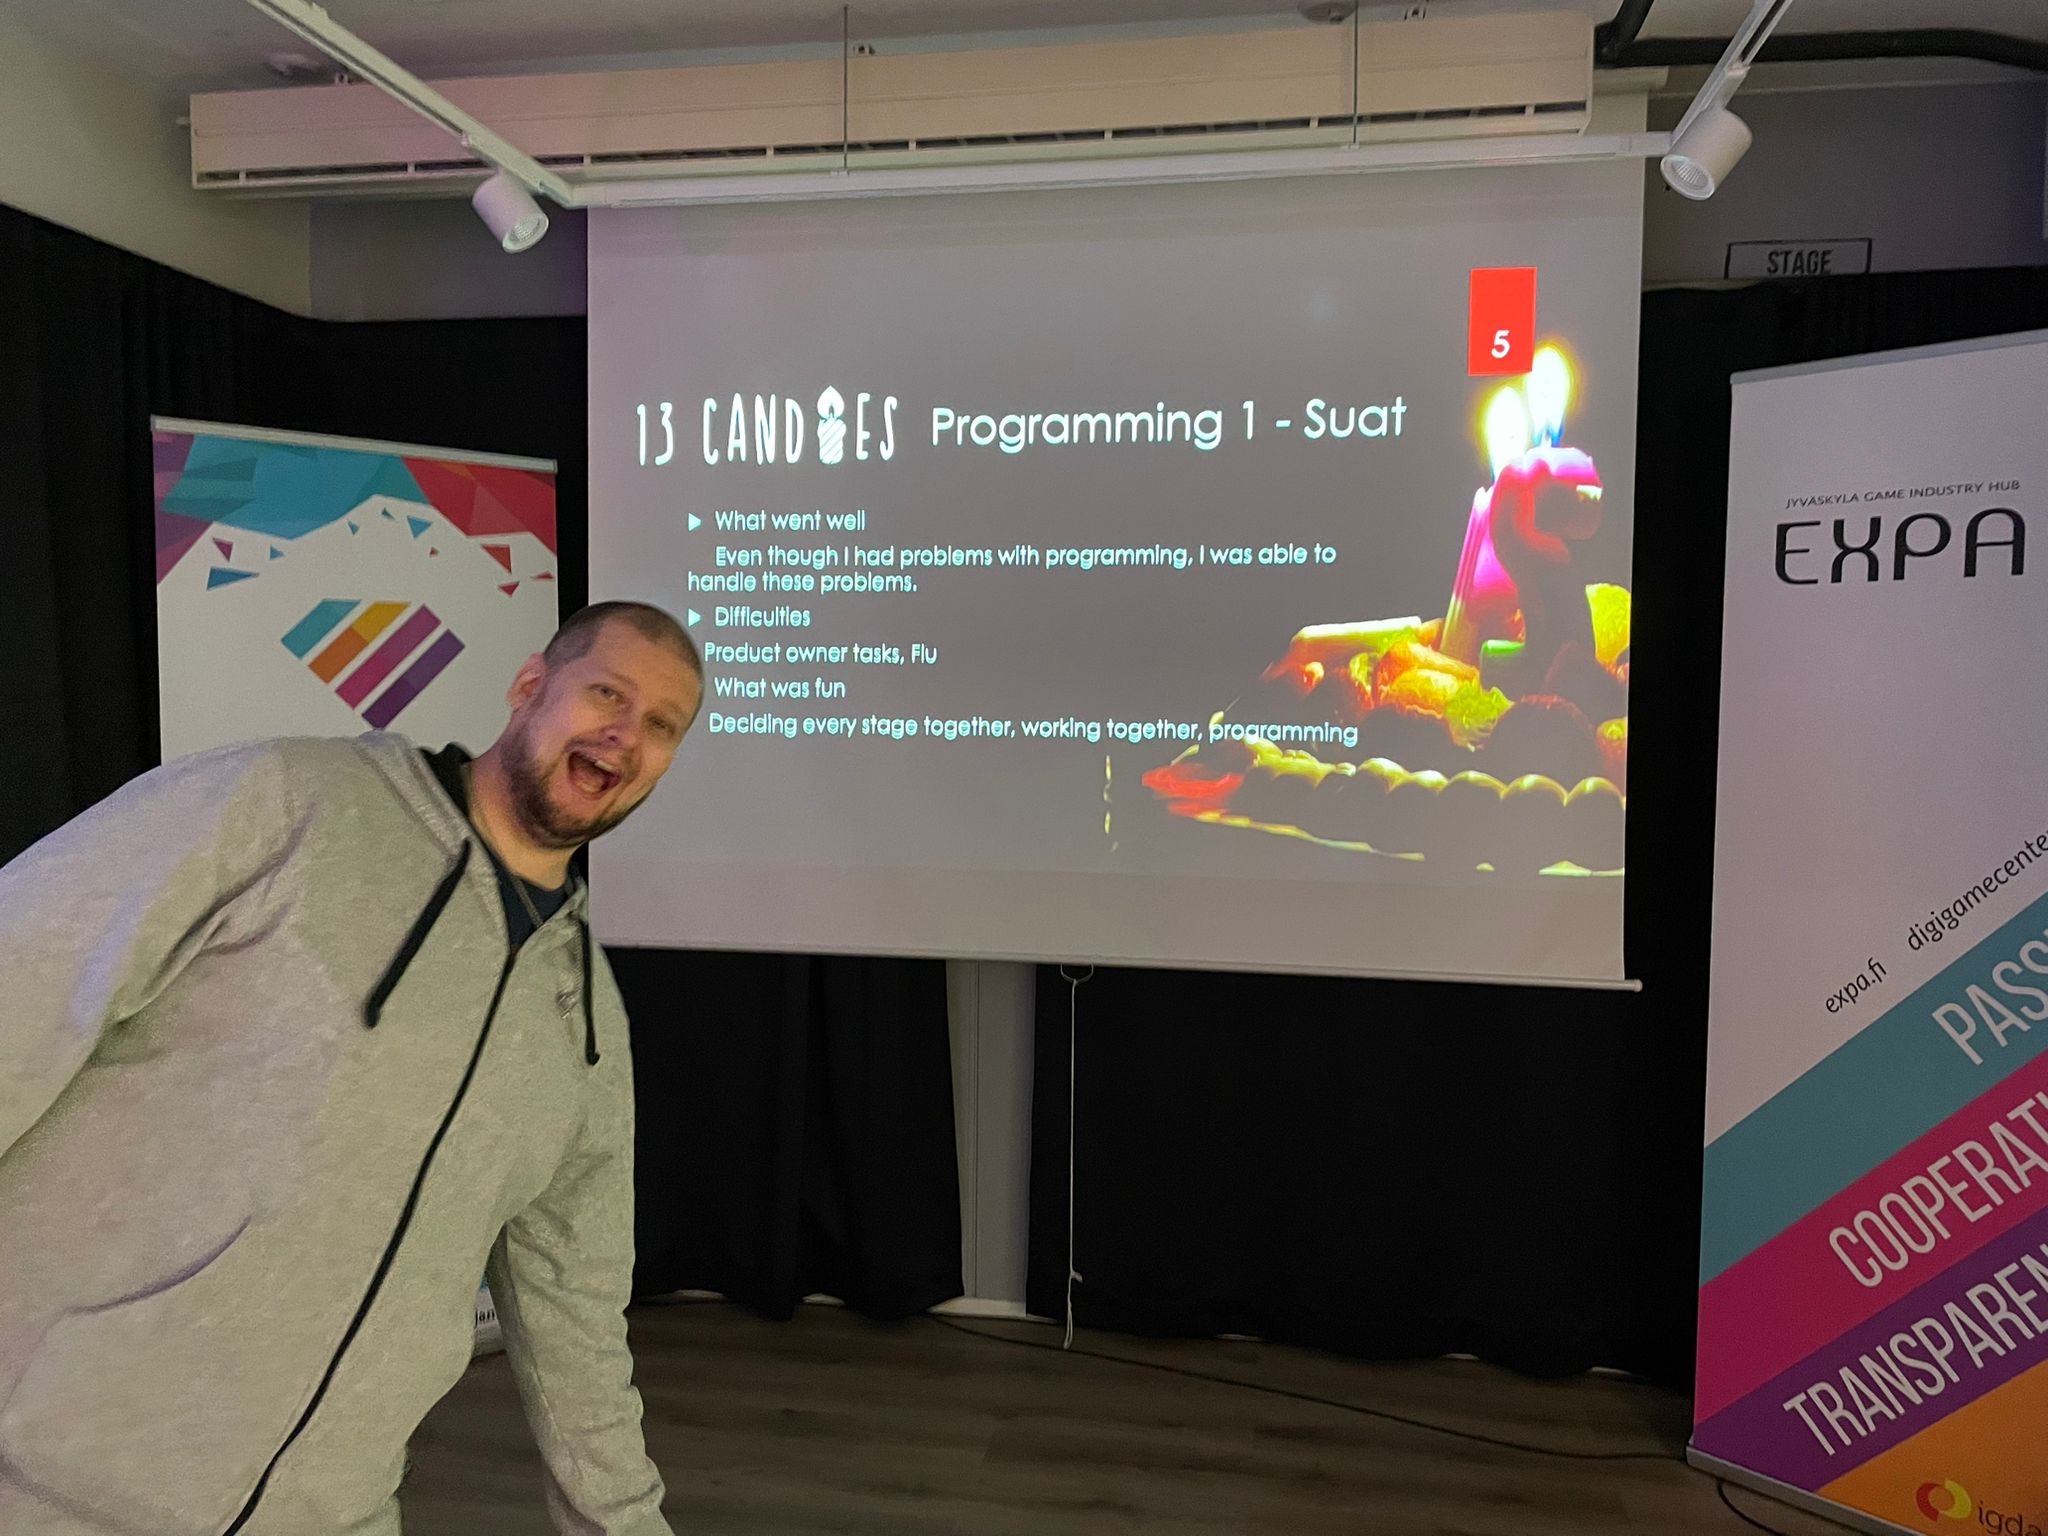 STAGE
5
13 CANDIES Programming 1 - Suat
What went well
Even though I had problems with programming, I was able to
handle these problems.
Difficulties
Product owner tasks, Flu
What was fun
Deciding every stage together, working together, programming
JYVÄSKYLÄ GAME INDUSTRY HUB
EXPA
expa.fi digigamecente
PASS
COOPERATI
TRANSPAREN
igda
jan